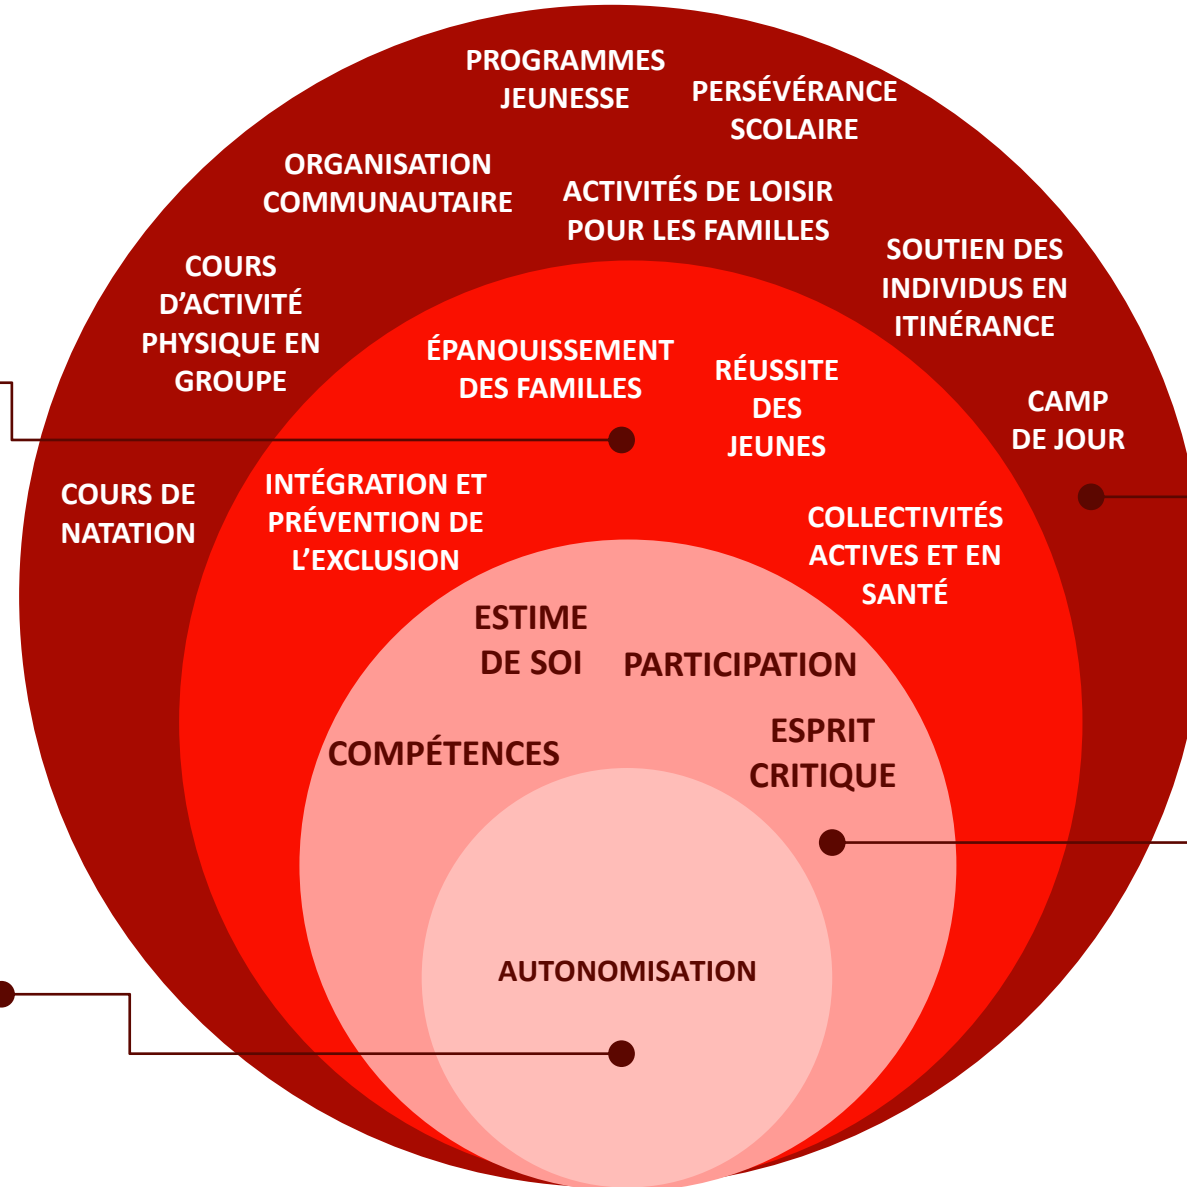 PROGRAMMES
JEUNESSE
PERSÉVÉRANCE
SCOLAIRE
ORGANISATION
COMMUNAUTAIRE
ACTIVITÉS DE LOISIR
POUR LES FAMILLES
SOUTIEN DES
INDIVIDUS EN
ITINÉRANCE
COURS
D’ACTIVITÉ
PHYSIQUE EN
GROUPE
CAMP
DE JOUR
COURS DE
NATATION
ÉPANOUISSEMENT
DES FAMILLES
RÉUSSITE
DES
JEUNES
INTÉGRATION ET
PRÉVENTION DE
L’EXCLUSION
COLLECTIVITÉS
ACTIVES ET EN
SANTÉ
ESTIME
DE SOI
PARTICIPATION
COMPÉTENCES
ESPRIT
CRITIQUE
AUTONOMISATION